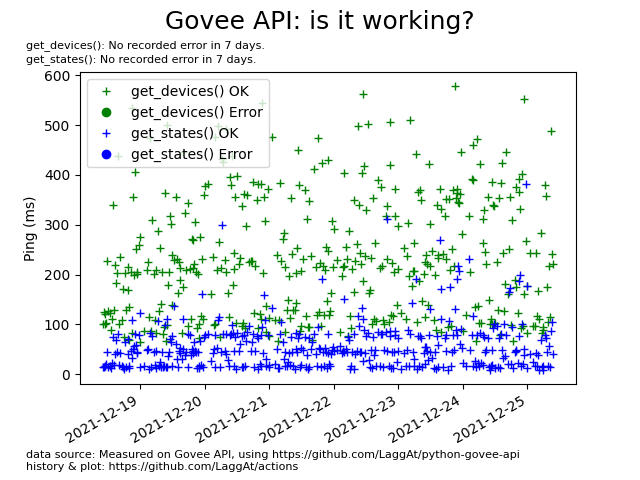 Govee API: is it working?
get_devices(): No recorded error in 7 days.
get_states(): No recorded error in 7 days.
600
500
400
300
200
100
0
Ping (ms)
get_devices() OK
get_devices() Error
get_states() OK
get_states() Error
2021-12-19
2021-12-20
2021-12-21
2021-12-22
2021-12-23
2021-12-24
2021-12-25
data source: Measured on Govee API, using https://github.com/LaggAt/python-govee-api
history & plot: https://github.com/LaggAt/actions